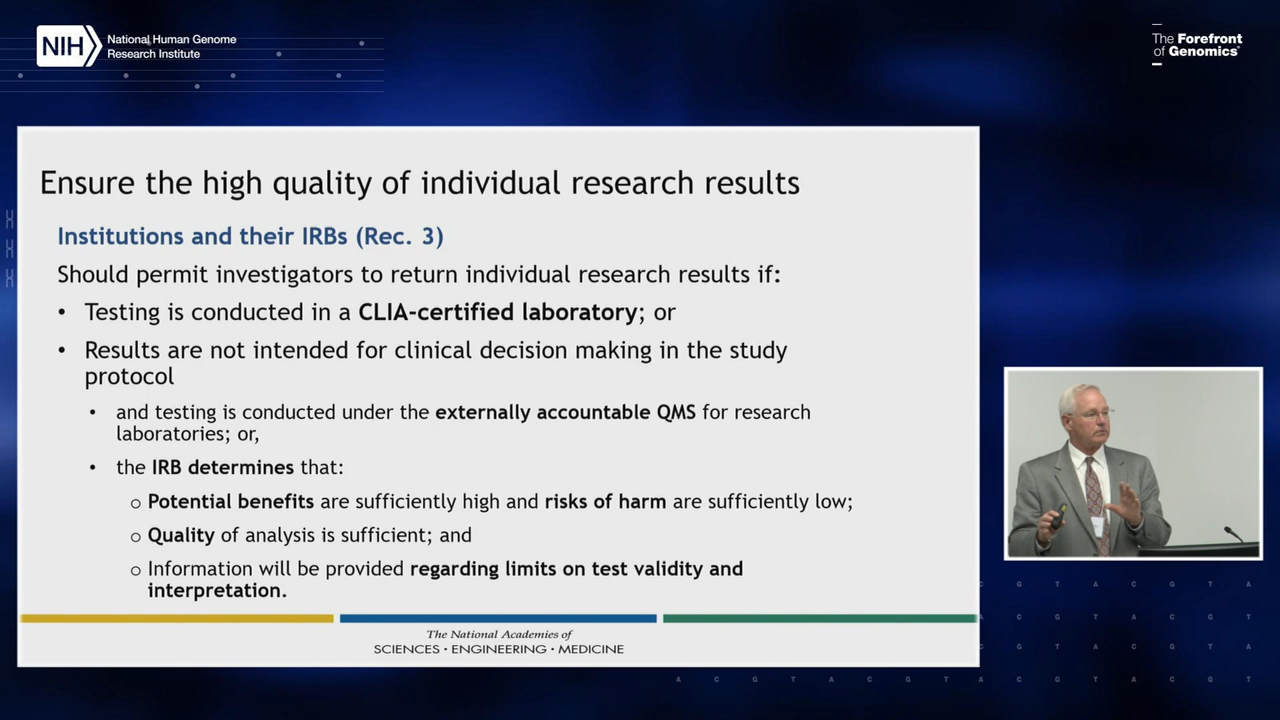 NIH
National Human Genome
Research Institute
The Forefront
of Genomics®
Ensure the high quality of individual research results
Institutions and their IRBs (Rec. 3)
Should permit investigators to return individual research results if:
• Testing is conducted in a CLIA-certified laboratory; or
• Results are not intended for clinical decision making in the study
protocol
• and testing is conducted under the externally accountable QMS for research
laboratories; or,
• the IRB determines that:
o Potential benefits are sufficiently high and risks of harm are sufficiently low;
o Quality of analysis is sufficient; and
o Information will be provided regarding limits on test validity and
interpretation.
The National Academies of
SCIENCES · ENGINEERING · MEDICINE
C G T A C G T A
C G T A C G T
C G T A C G T A
A C G T A C G T A C G T A C G T